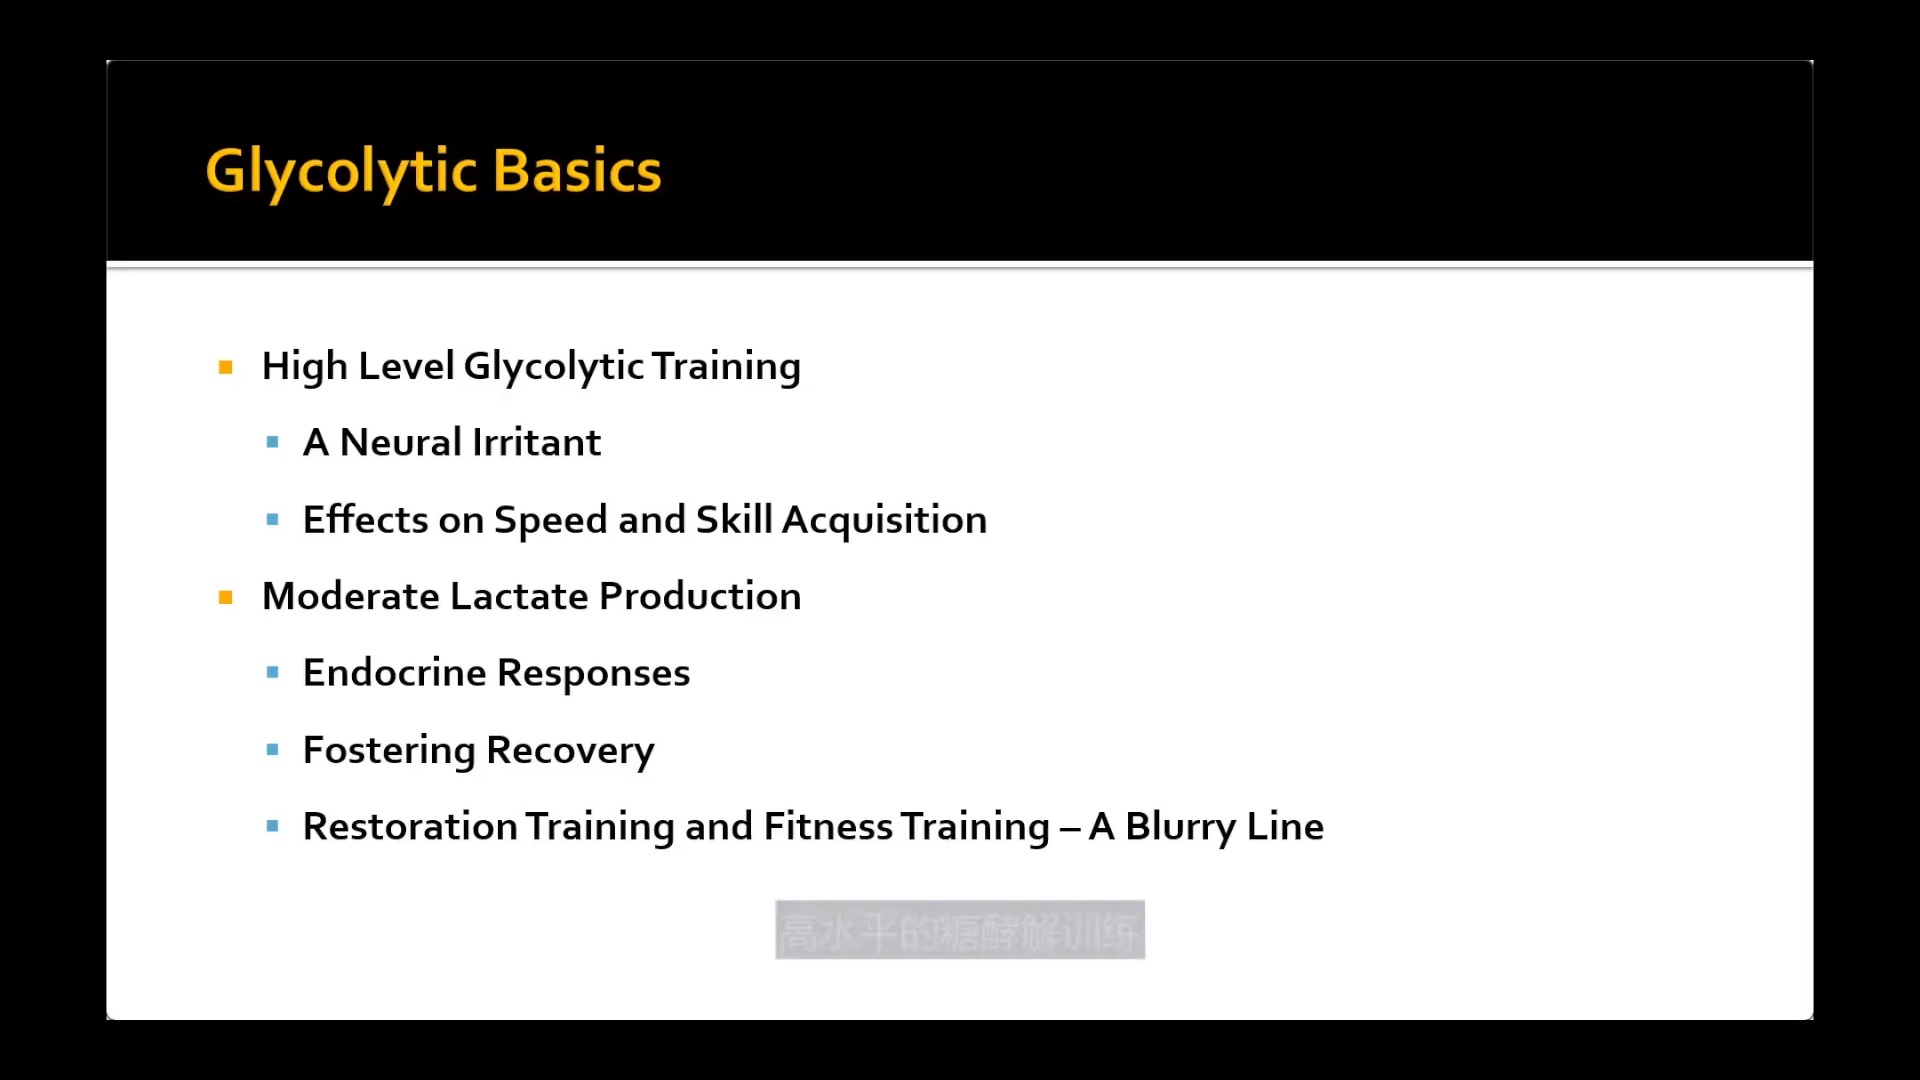 Glycolytic Basics
High Level Glycolytic Training
A Neural Irritant
Effects on Speed and Skill Acquisition
Moderate Lactate Production
Endocrine Responses
Fostering Recovery
Restoration Training and Fitness Training – A Blurry Line
高水平的糖酵解训练